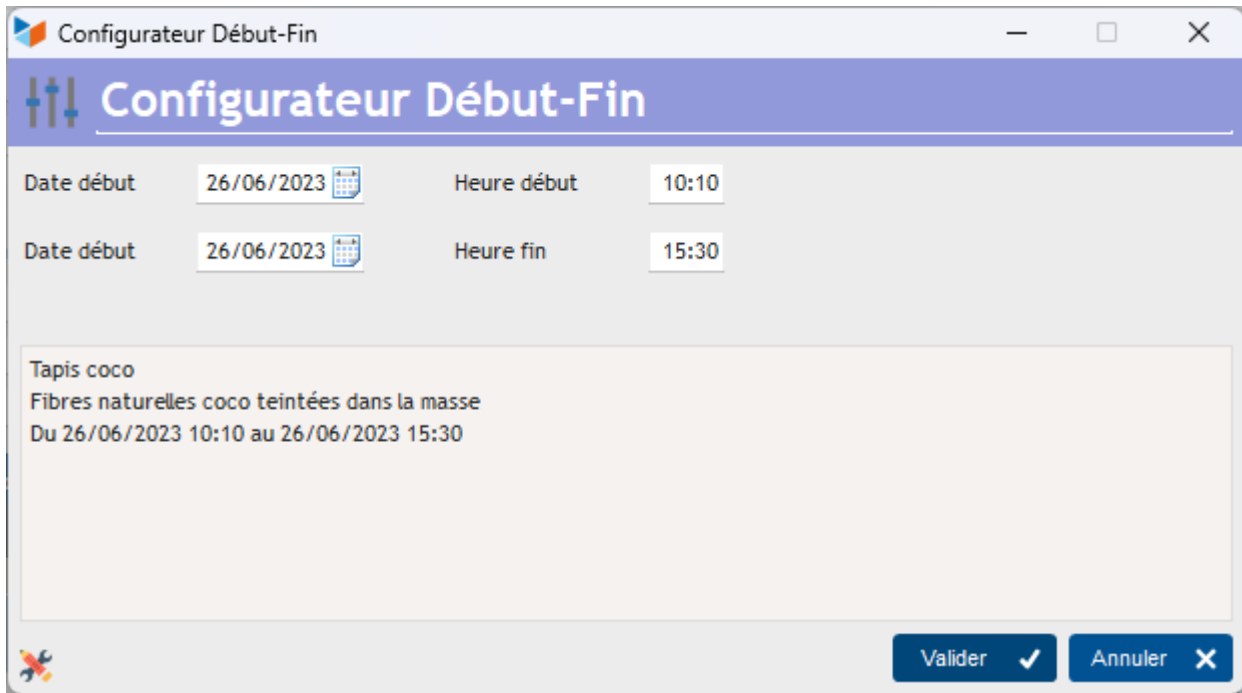 Configurateur Début-Fin
Configurateur Début-Fin
Date début 26/06/2023 Heure début 10:10
Date début 26/06/2023 Heure fin 15:30
Tapis coco
Fibres naturelles coco teintées dans la masse
Du 26/06/2023 10:10 au 26/06/2023 15:30
Valider Annuler